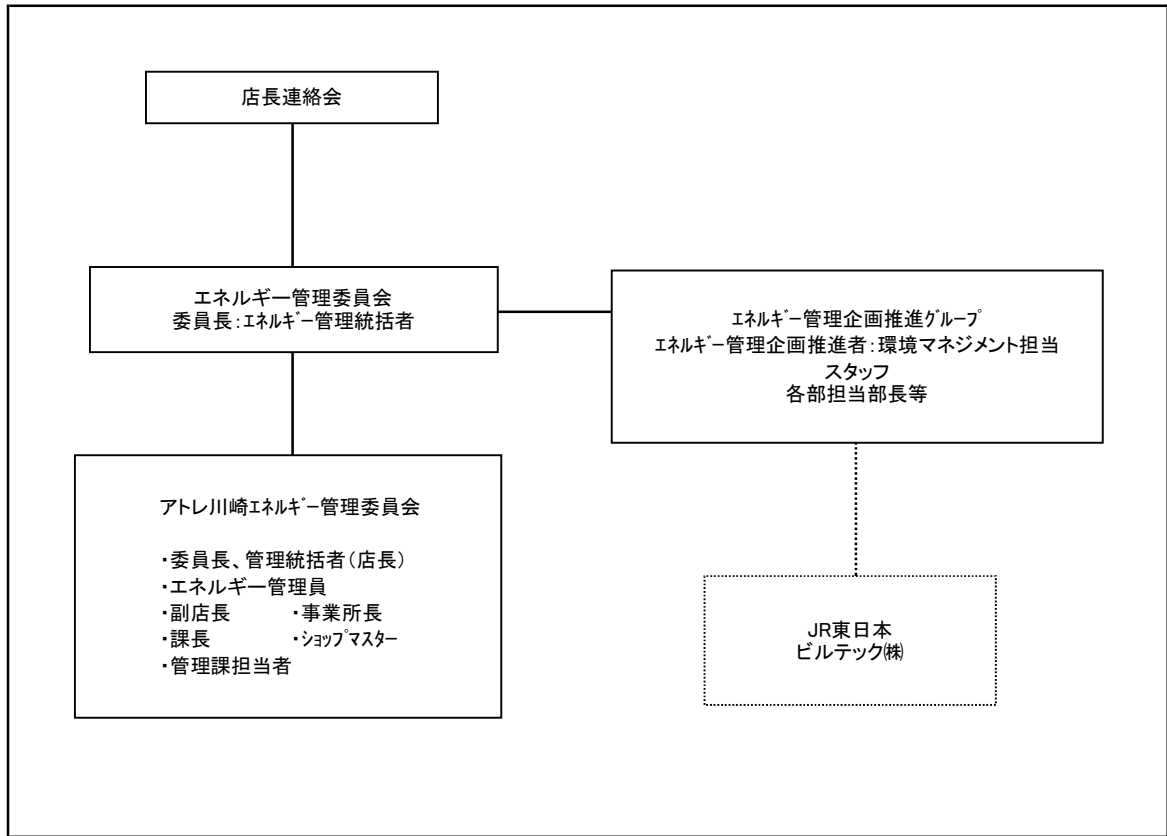 店長連絡会
エネルギー管理委員会
委員長：エネルギー管理統括者
ｴﾈﾙｷﾞｰ管理企画推進ｸﾞﾙｰﾌﾟ
ｴﾈﾙｷﾞｰ管理企画推進者：環境マネジメント担当
スタッフ
各部担当部長等
アトレ川崎ｴﾈﾙｷﾞｰ管理委員会
・委員長、管理統括者（店長）
・エネルギー管理員
・副店長 ・事業所長
・課長 ・ｼｮｯﾌﾟﾏｽﾀｰ
・管理課担当者
JR東日本
ビルテック㈱